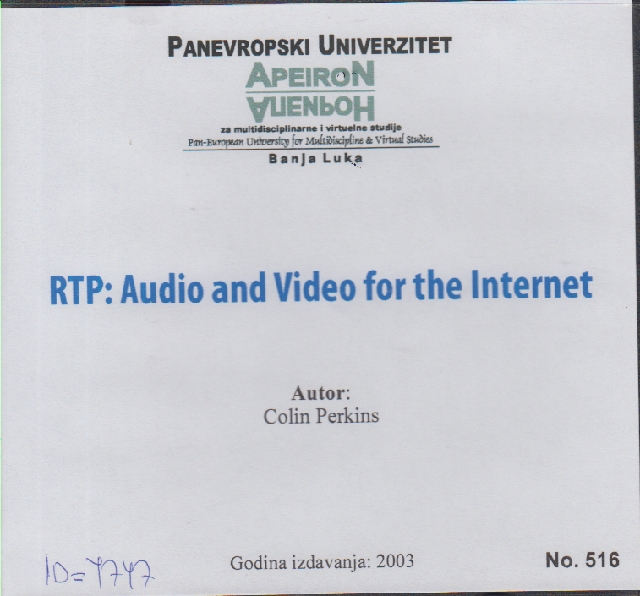 PANEVROPSKI UNIVERZITET
APEIRON
za multidisciplinarne i virtuelne studije
Pan-European University for Multidiscipline & Virtual Studies
Banja Luka
RTP: Audio and Video for the Internet
Autor:
Colin Perkins
Godina izdavanja: 2003
No. 516